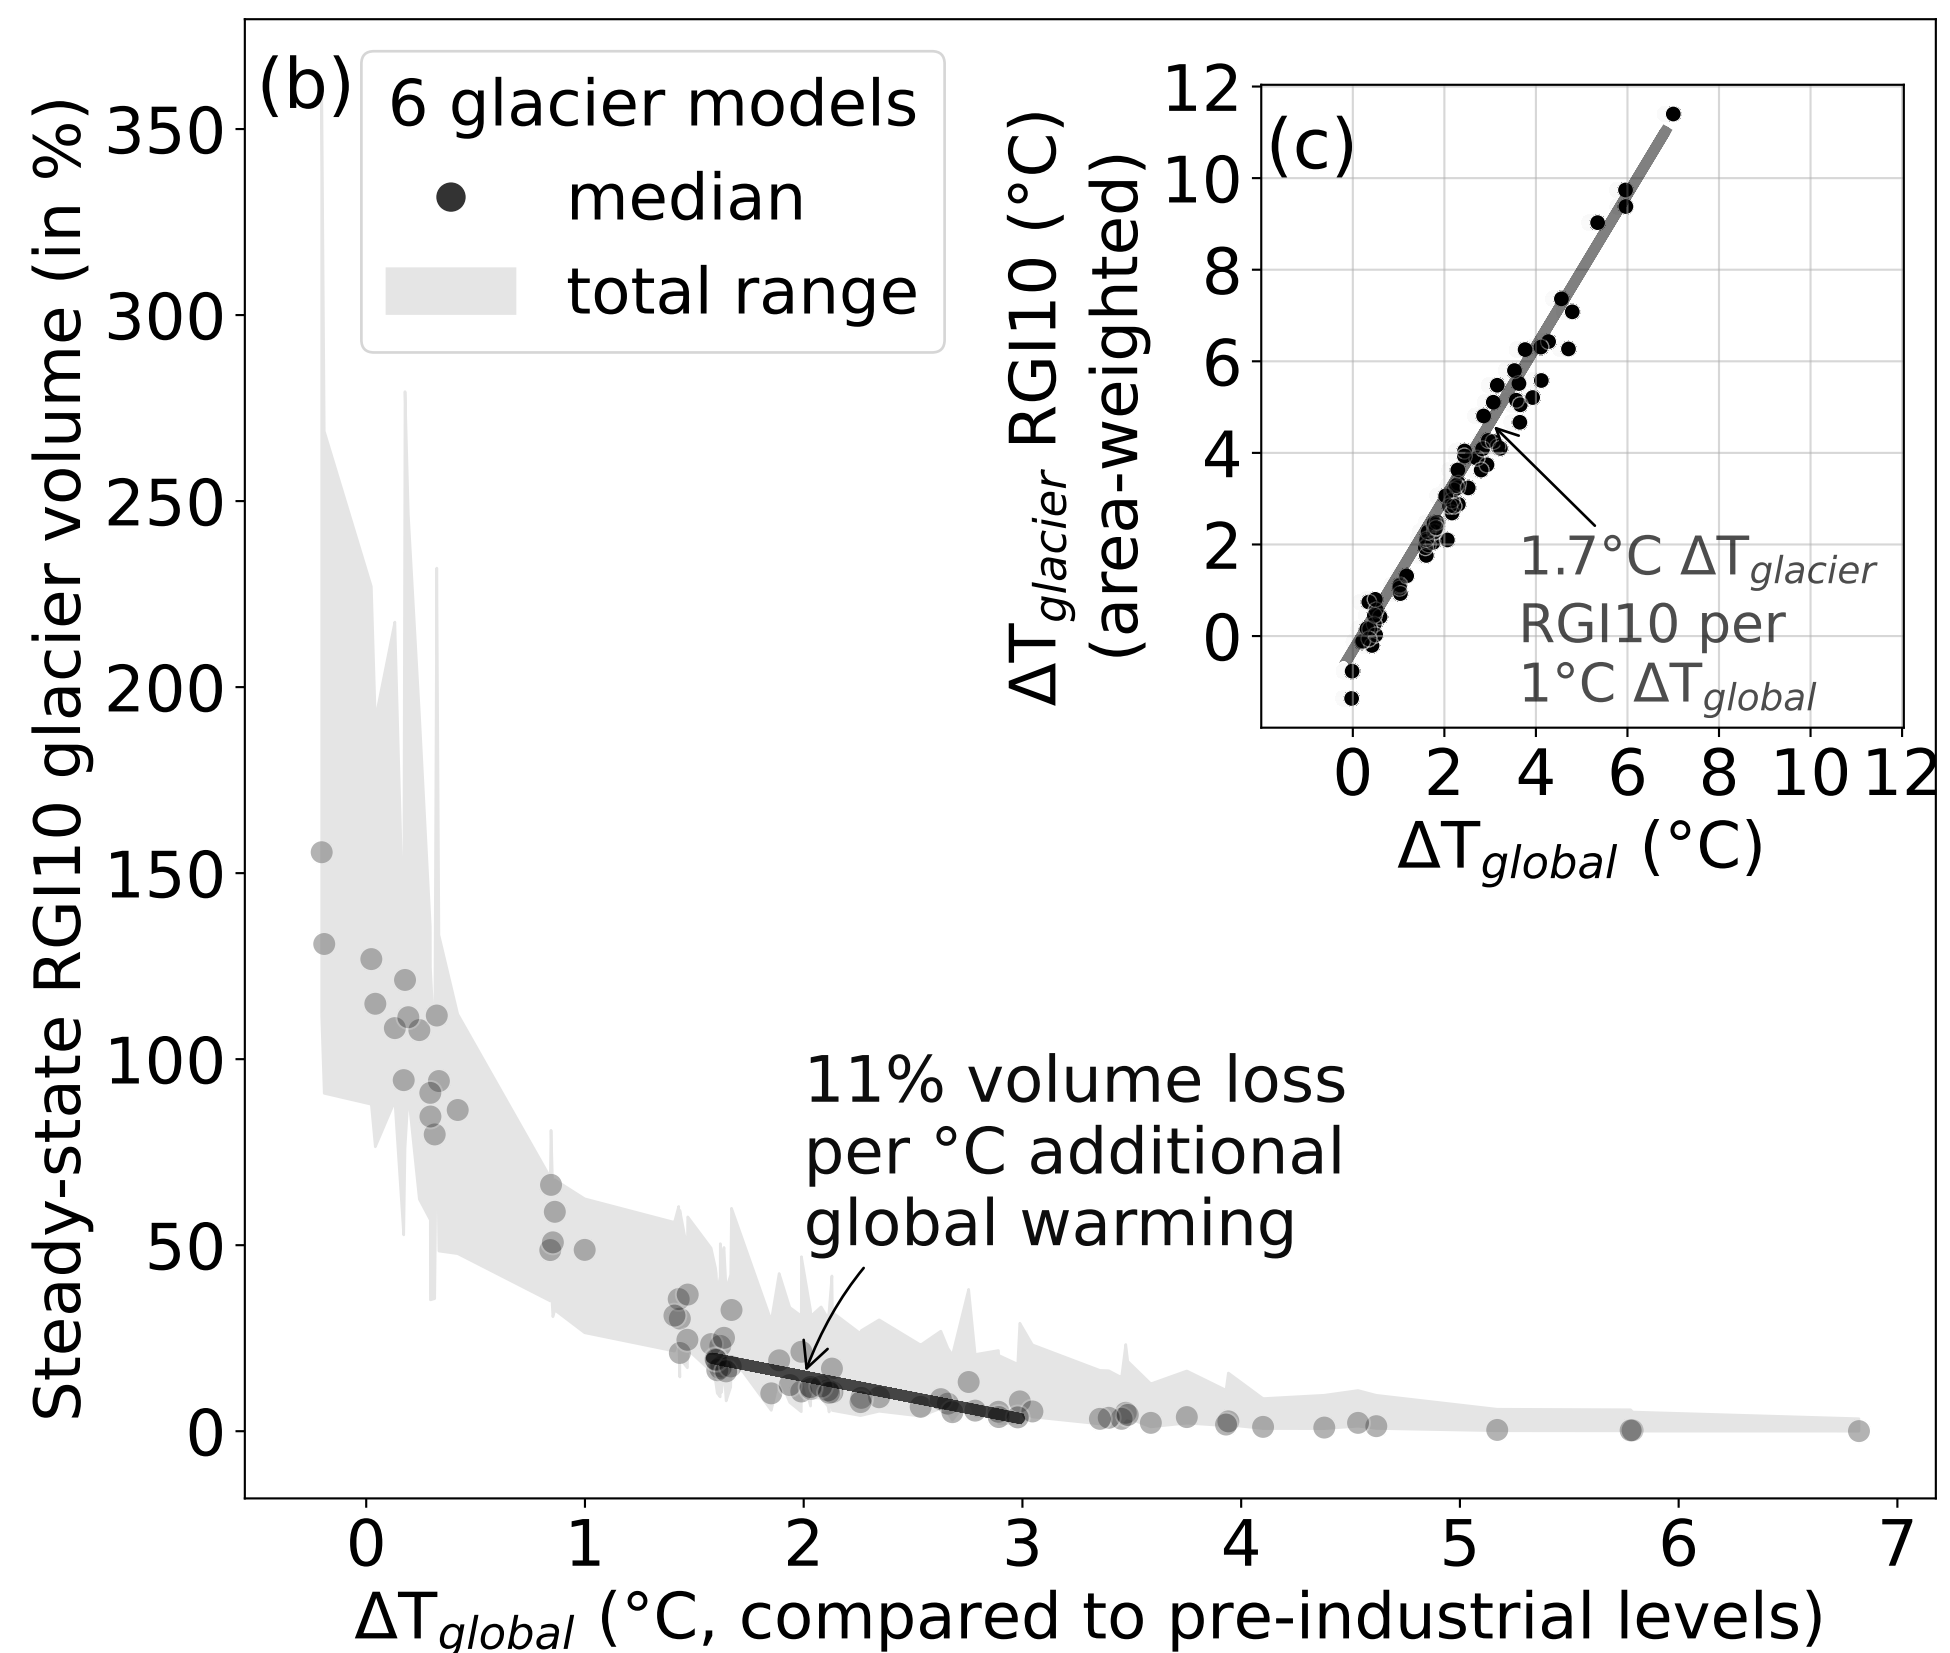 (b)
6 glacier models
median
total range
Steady-state RGI10 glacier volume (in %)
350
300
250
200
150
100
50
0
11% volume loss
per °C additional
global warming
0 1 2 3 4 5 6 7
ΔTglobal (°C, compared to pre-industrial levels)
(c)
ΔTglacier RGI10 (°C)
(area-weighted)
12
10
8
6
4
2
0
1.7°C ΔTglacier
RGI10 per
1°C ΔTglobal
0 2 4 6 8 10 12
ΔTglobal (°C)